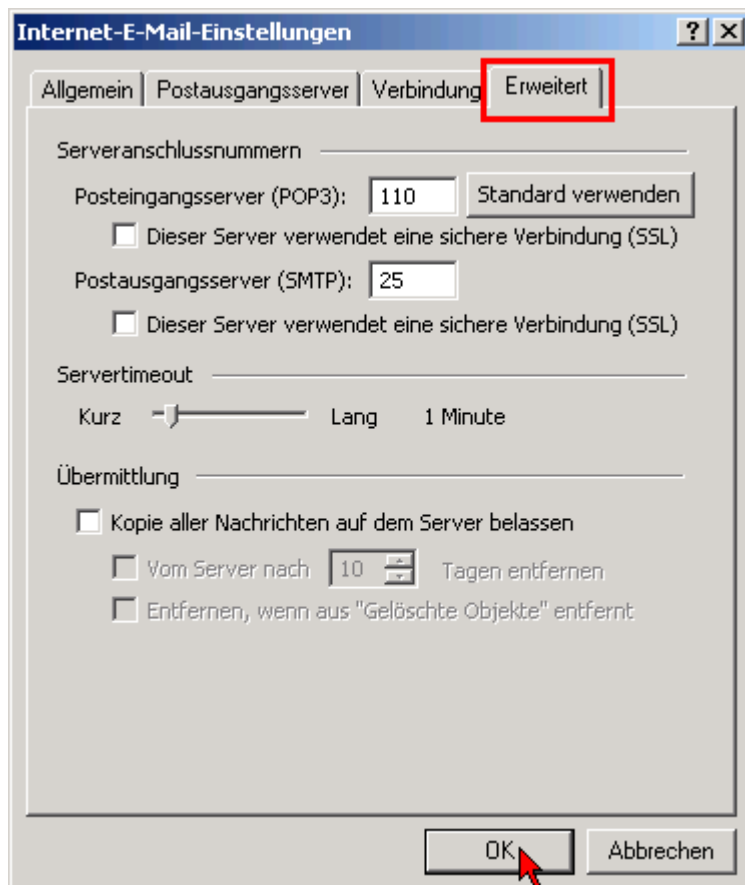 Internet-E-Mail-Einstellungen
Allgemein Postausgangsserver Verbindung Erweitert
Serveranschlussnummern
Posteingangsserver (POP3): 110 Standard verwenden
Dieser Server verwendet eine sichere Verbindung (SSL)
Postausgangsserver (SMTP): 25
Dieser Server verwendet eine sichere Verbindung (SSL)
Servertimeout
Kurz Lang 1 Minute
Übermittlung
Kopie aller Nachrichten auf dem Server belassen
Vom Server nach 10 Tagen entfernen
Entfernen, wenn aus "Gelöschte Objekte" entfernt
OK Abbrechen